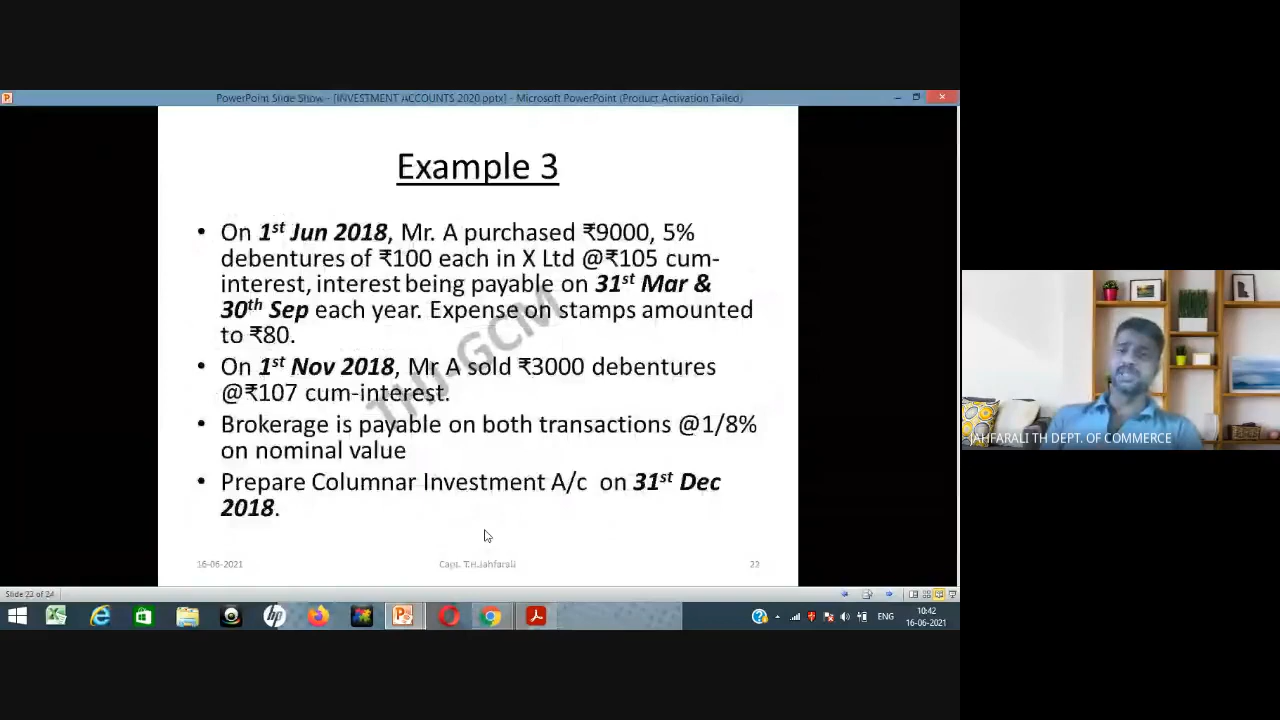 PowerPoint Slide Show - [INVESTMENT ACCOUNTS 2020.pptx] - Microsoft PowerPoint (Product Activation Failed)
Example 3
• On 1st Jun 2018, Mr. A purchased ₹9000, 5%
debentures of ₹100 each in X Ltd @₹105 cum-
interest, interest being payable on 31st Mar &
30th Sep each year. Expense on stamps amounted
to ₹80.
• On 1st Nov 2018, Mr A sold ₹3000 debentures
@₹107 cum-interest.
• Brokerage is payable on both transactions @1/8%
on nominal value
• Prepare Columnar Investment A/c on 31st Dec
2018.
THJ-GCM
16-06-2021
Capt. T.H.Jahfarali
23
JAHFARALI TH DEPT. OF COMMERCE
Slide 23 of 24
ENG
10:42
16-06-2021